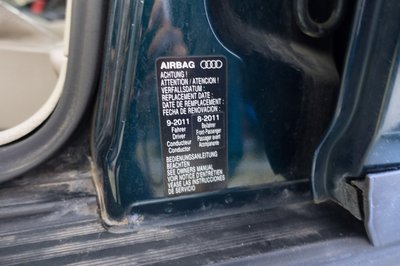 AIRBAG
ACHTUNG !
ATTENTION / ATENCION !
VERFALLSDATUM :
REPLACEMENT DATE :
DATE DE REMPLACEMENT :
FECHA DE RENOVACION :
9-2011 8-2011
Fahrer Beifahrer
Driver Front-Passenger
Conducteur Passager avant
Conductor Acompañante
BEDIENUNGSANLEITUNG
BEACHTEN
SEE OWNERS MANUAL
VOIR NOTICE D'ENTRETIEN
VEASE LAS INSTRUCCIONES
DE SERVICIO